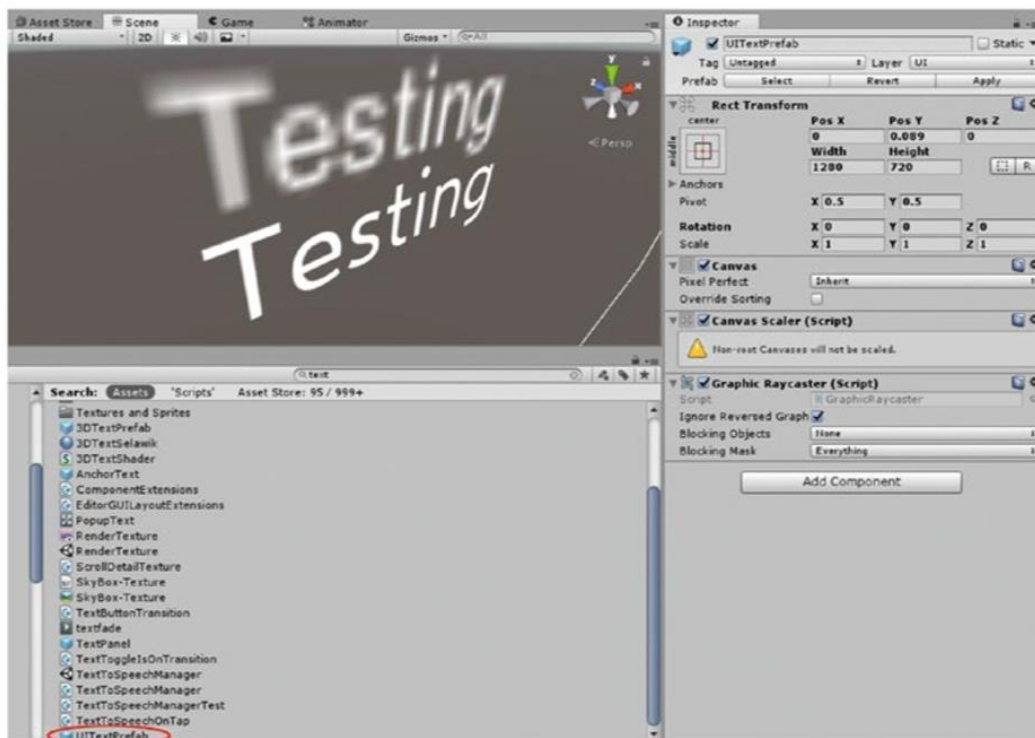 Asset Store Scene Game Animator
Shaded 2D Gizmos All
Testing
Testing
y
z x
Persp
text
Search: Assets 'Scripts' Asset Store: 95 / 999+
Textures and Sprites
3DTextPrefab
3DTextSelawik
3DTextShader
AnchorText
ComponentExtensions
EditorGUILayoutExtensions
PopupText
RenderTexture
RenderTexture
ScrollDetailTexture
SkyBox-Texture
SkyBox-Texture
TextButtonTransition
textfade
TextPanel
TextToggleIsOnTransition
TextToSpeechManager
TextToSpeechManager
TextToSpeechManagerTest
TextToSpeechOnTap
UITextPrefab
Inspector
UITextPrefab Static
Tag Untagged Layer UI
Prefab Select Revert Apply
Rect Transform
center Pos X Pos Y Pos Z
middle 0 0.089 0
Width Height
1280 720 R
Anchors
Pivot X 0.5 Y 0.5
Rotation X 0 Y 0 Z 0
Scale X 1 Y 1 Z 1
Canvas
Pixel Perfect Inherit
Override Sorting
Canvas Scaler (Script)
Non-root Canvases will not be scaled.
Graphic Raycaster (Script)
Script GraphicRaycaster
Ignore Reversed Graph
Blocking Objects None
Blocking Mask Everything
Add Component